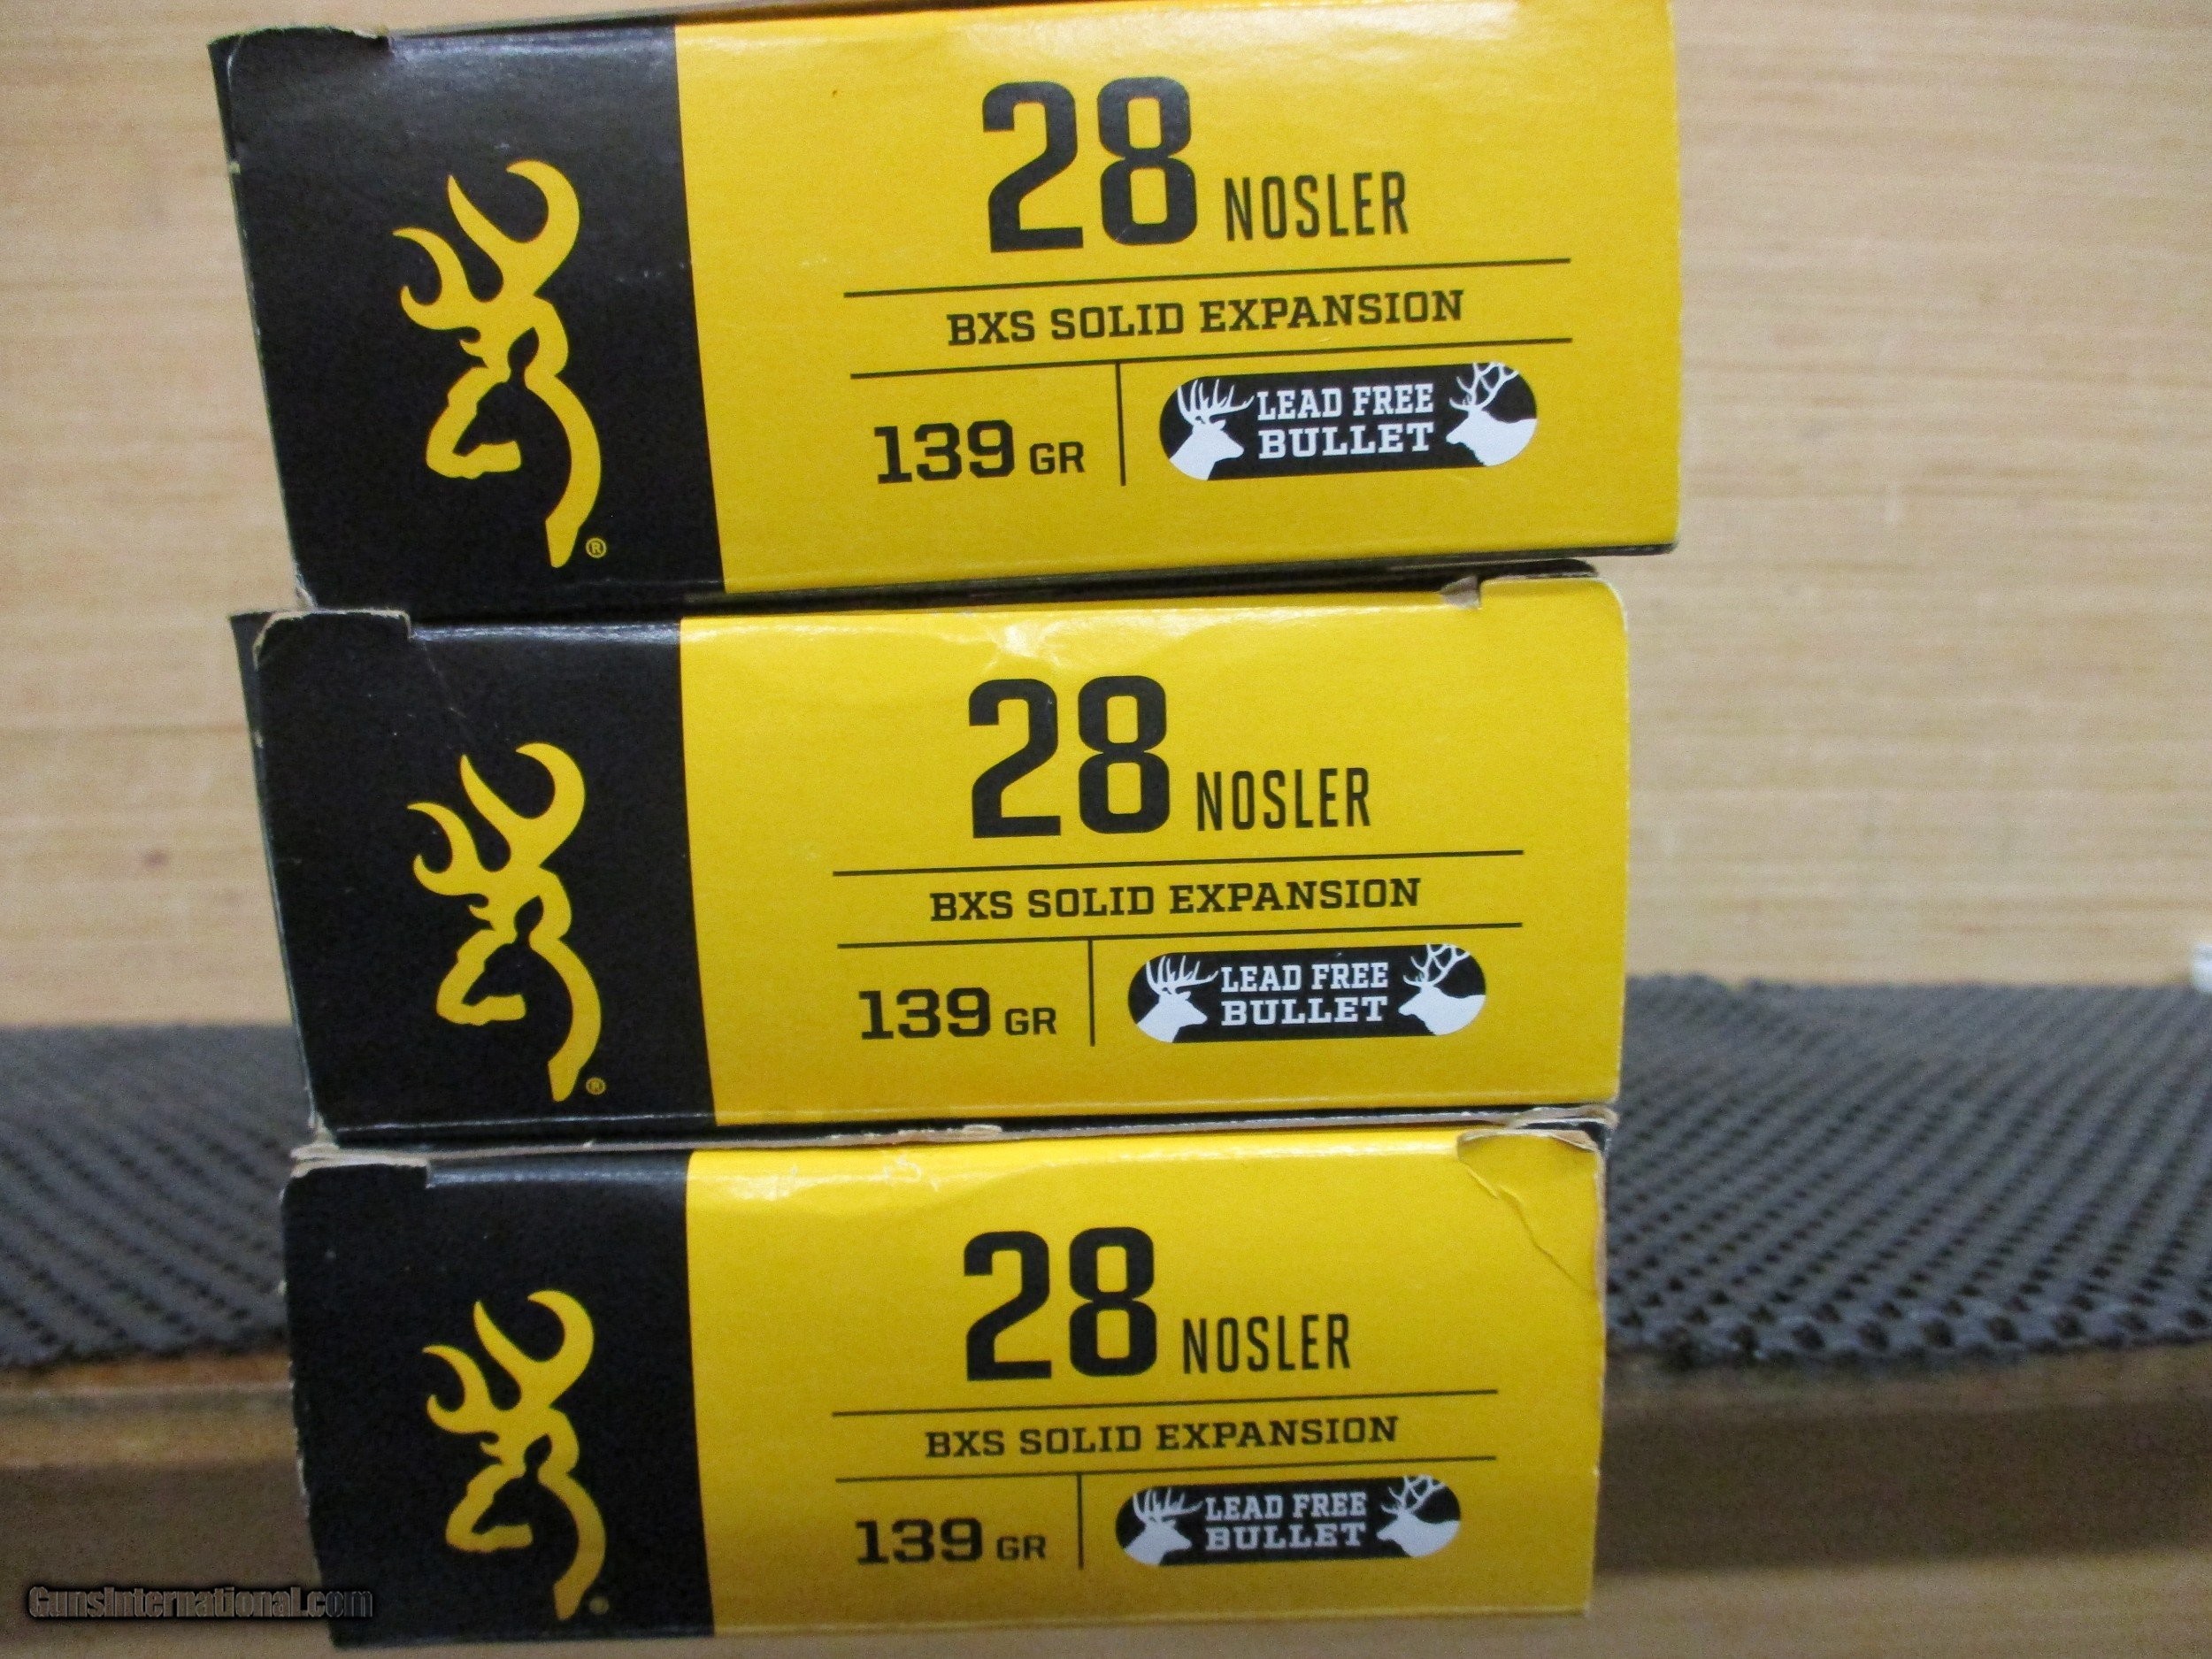 28 NOSLER
BXS SOLID EXPANSION
139 GR
LEAD FREE
BULLET
®
28 NOSLER
BXS SOLID EXPANSION
139 GR
LEAD FREE
BULLET
®
28 NOSLER
BXS SOLID EXPANSION
139 GR
LEAD FREE
BULLET
®
GunsInternational.com